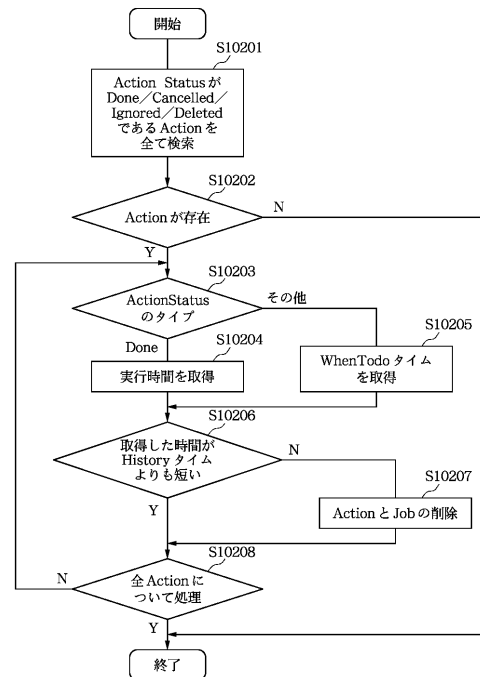 開始
S10201
Action Statusが
Done／Cancelled／
Ignored／Deleted
であるActionを
全て検索
S10202
Actionが存在
N
Y
S10203
ActionStatus
のタイプ
その他
Done
S10204
実行時間を取得
S10205
WhenTodoタイム
を取得
S10206
取得した時間が
Historyタイム
よりも短い
N
Y
S10207
ActionとJobの削除
S10208
全Actionに
ついて処理
N
Y
終了